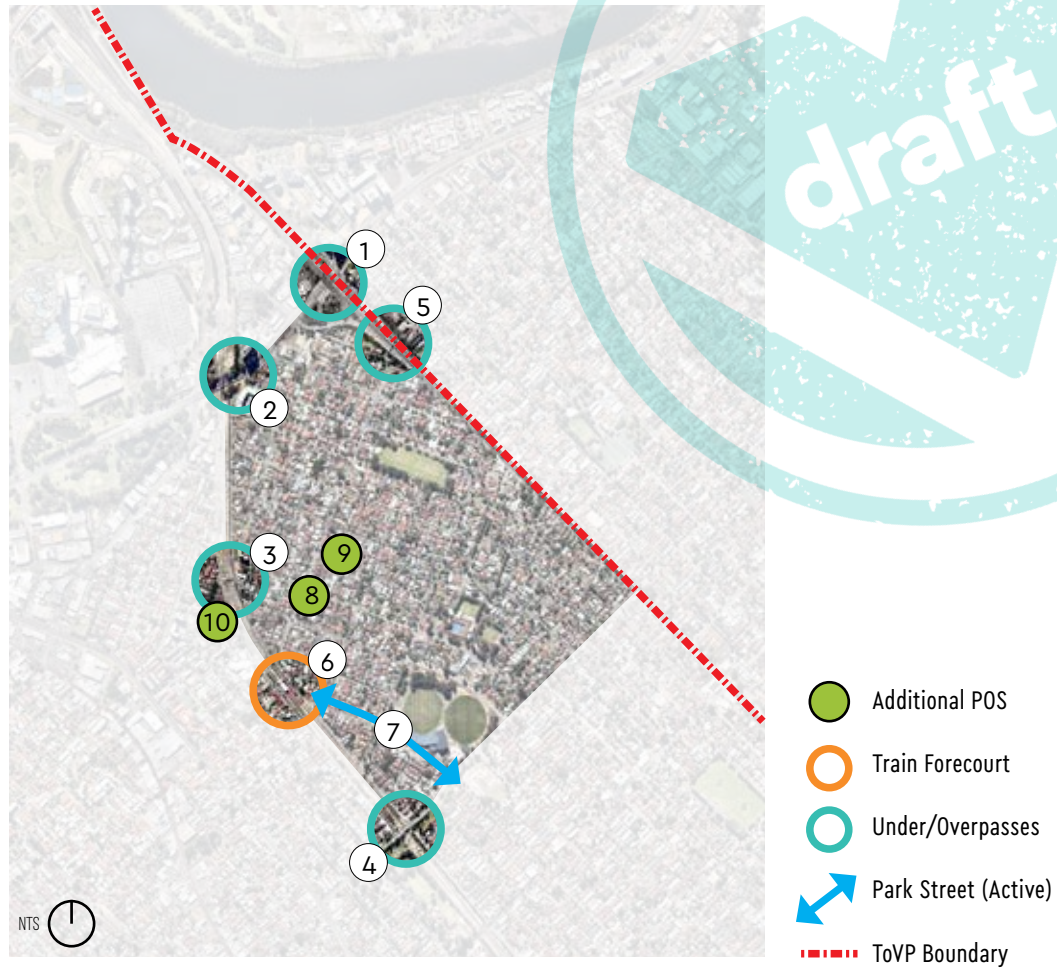 draft
1
5
2
3
9
8
10
6
7
4
NTS
Additional POS
Train Forecourt
Under/Overpasses
Park Street (Active)
ToVP Boundary